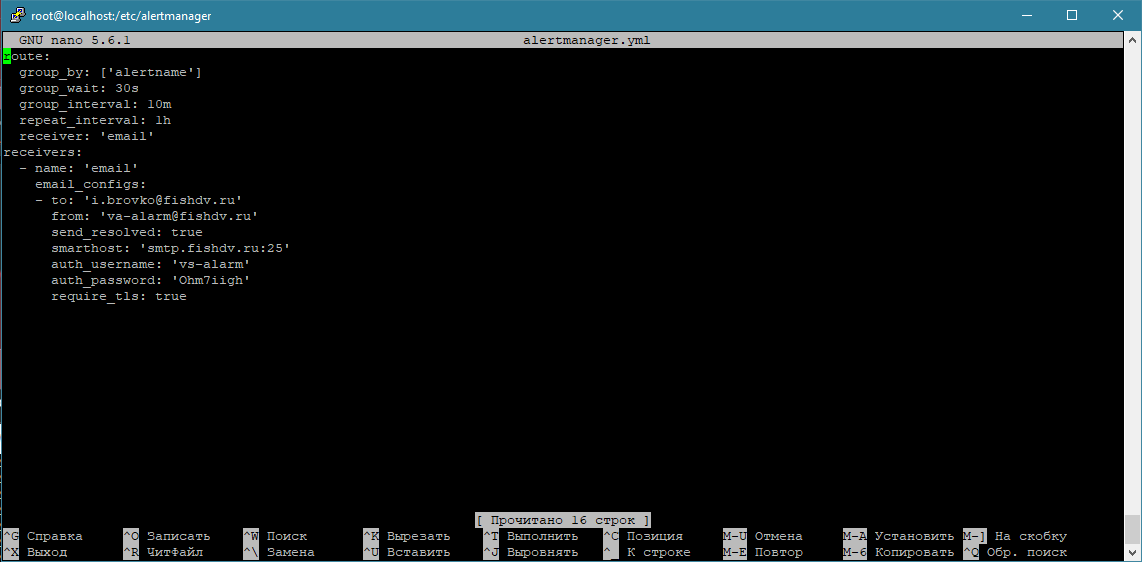 root@localhost:/etc/alertmanager
GNU nano 5.6.1 alertmanager.yml
route:
  group_by: ['alertname']
  group_wait: 30s
  group_interval: 10m
  repeat_interval: 1h
  receiver: 'email'
receivers:
  - name: 'email'
    email_configs:
    - to: 'i.brovko@fishdv.ru'
      from: 'va-alarm@fishdv.ru'
      send_resolved: true
      smarthost: 'smtp.fishdv.ru:25'
      auth_username: 'vs-alarm'
      auth_password: 'Ohm7iigh'
      require_tls: true
[ Прочитано 16 строк ]
^G Справка ^O Записать ^W Поиск ^K Вырезать ^T Выполнить ^C Позиция M-U Отмена M-A Установить M-] На скобку
^X Выход ^R ЧитФайл ^\ Замена ^U Вставить ^J Выровнять ^_ К строке M-E Повтор M-6 Копировать ^Q Обр. поиск